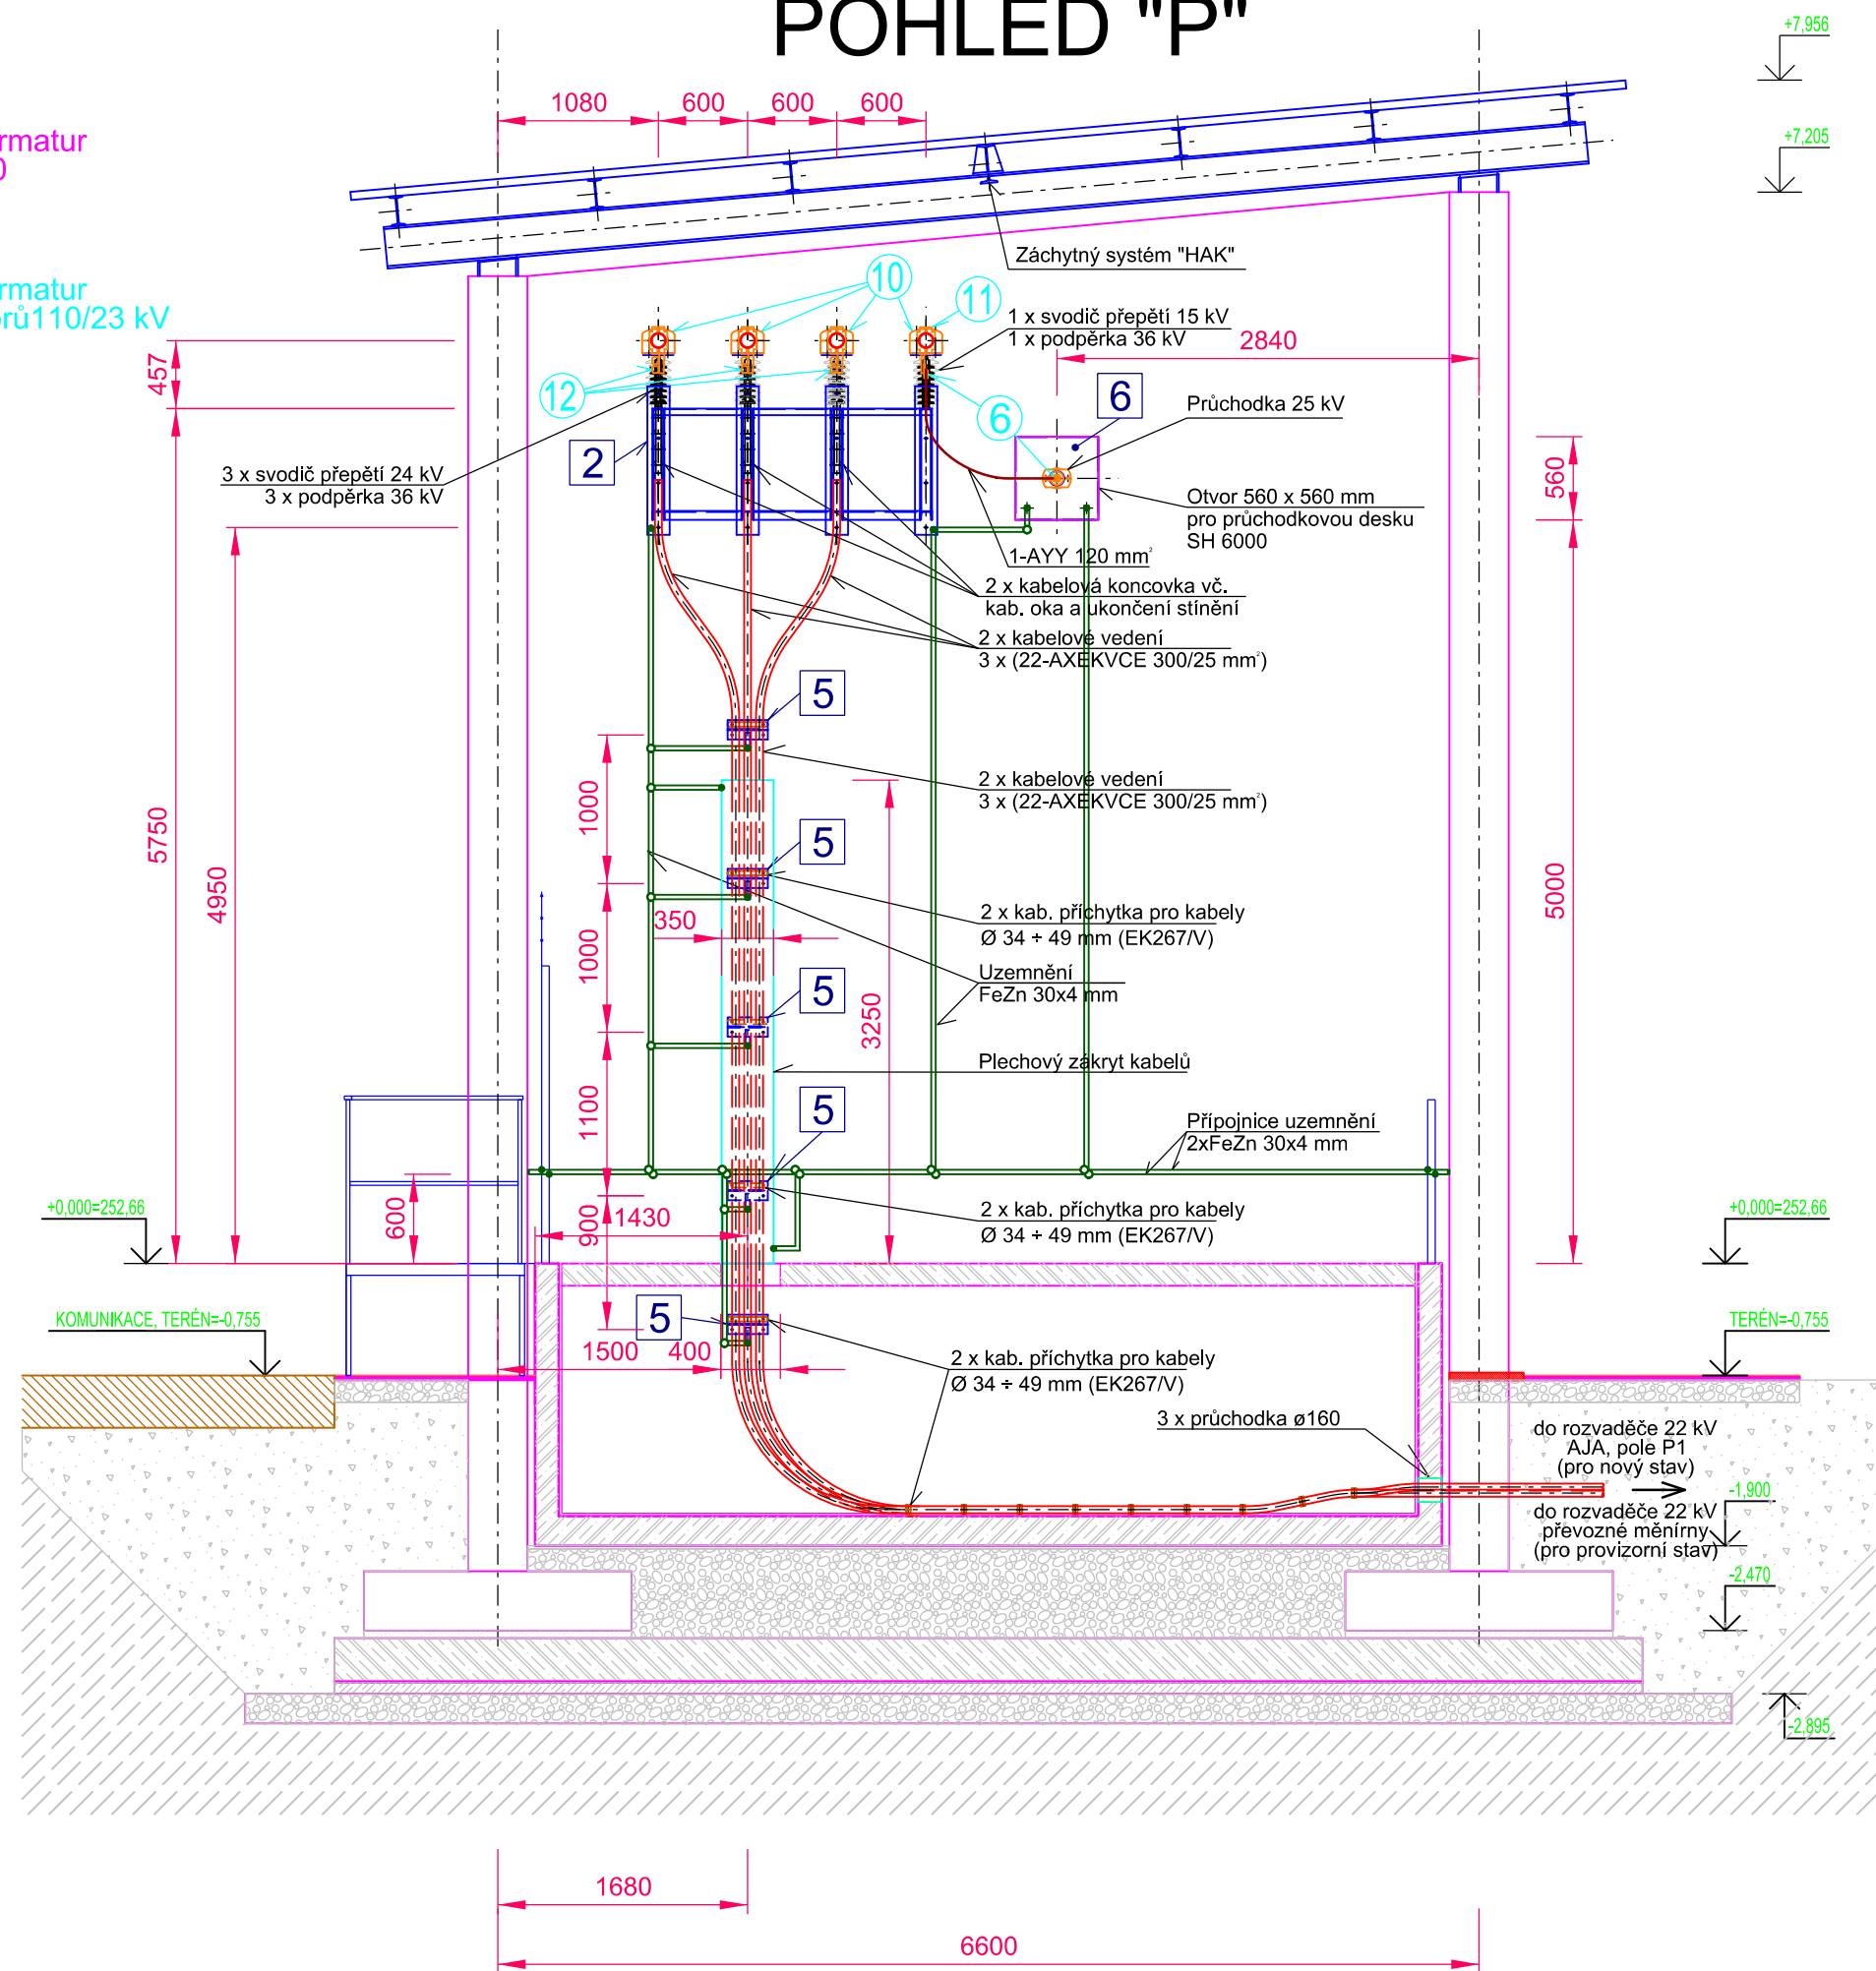 POHLED "P"
+7,956
1080
600
600
600
rmatur
0
+7,205
Záchytný systém "HAK"
10
11
rmatur
rů110/23 kV
1 x svodič přepětí 15 kV
1 x podpěrka 36 kV
2840
457
12
6
6
Průchodka 25 kV
2
3 x svodič přepětí 24 kV
3 x podpěrka 36 kV
560
Otvor 560 x 560 mm
pro průchodkovou desku
SH 6000
1-AYY 120 mm²
2 x kabelová koncovka vč.
kab. oka a ukončení stínění
2 x kabelové vedení
3 x (22-AXEKVCE 300/25 mm²)
5
2 x kabelové vedení
3 x (22-AXEKVCE 300/25 mm²)
1000
5750
4950
5
5000
2 x kab. příchytka pro kabely
Ø 34 ÷ 49 mm (EK267/V)
350
1000
Uzemnění
FeZn 30x4 mm
5
3250
Plechový zákryt kabelů
1100
5
Přípojnice uzemnění
2xFeZn 30x4 mm
+0,000=252,66
600
1430
900
2 x kab. příchytka pro kabely
Ø 34 ÷ 49 mm (EK267/V)
+0,000=252,66
KOMUNIKACE, TERÉN=-0,755
5
TERÉN=-0,755
1500
400
2 x kab. příchytka pro kabely
Ø 34 ÷ 49 mm (EK267/V)
3 x průchodka ø160
do rozvaděče 22 kV
AJA, pole P1
(pro nový stav)
-1,900
do rozvaděče 22 kV
převozné měnírny
(pro provizorní stav)
-2,470
-2,895
1680
6600